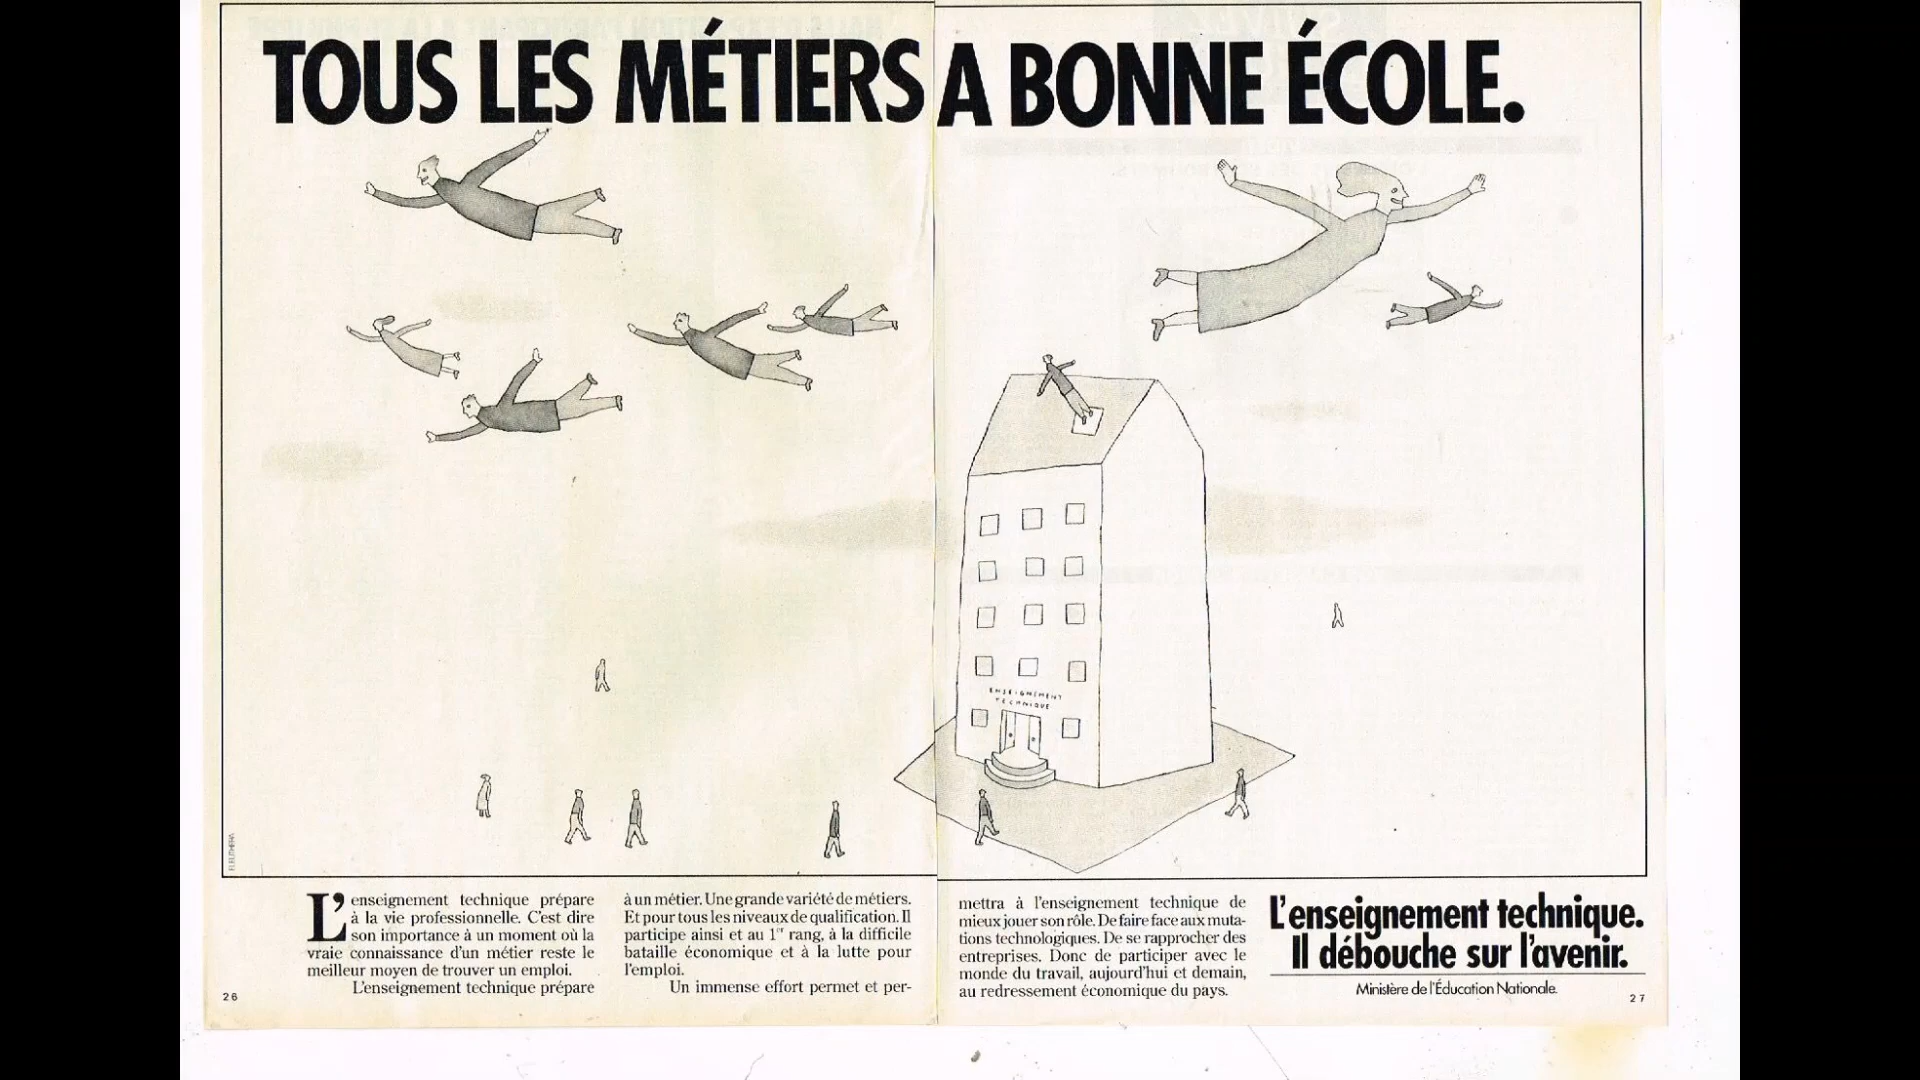 TOUS LES MÉTIERS A BONNE ÉCOLE.
ENSEIGNEMENT
TECHNIQUE
ELEUTHERA
L'enseignement technique prépare
à la vie professionnelle. C'est dire
son importance à un moment où la
vraie connaissance d'un métier reste le
meilleur moyen de trouver un emploi.
L'enseignement technique prépare
à un métier. Une grande variété de métiers.
Et pour tous les niveaux de qualification. Il
participe ainsi et au 1er rang, à la difficile
bataille économique et à la lutte pour
l'emploi.
Un immense effort permet et per-
mettra à l'enseignement technique de
mieux jouer son rôle. De faire face aux muta-
tions technologiques. De se rapprocher des
entreprises. Donc de participer avec le
monde du travail, aujourd'hui et demain,
au redressement économique du pays.
L'enseignement technique.
Il débouche sur l'avenir.
Ministère de l'Éducation Nationale.
26
27